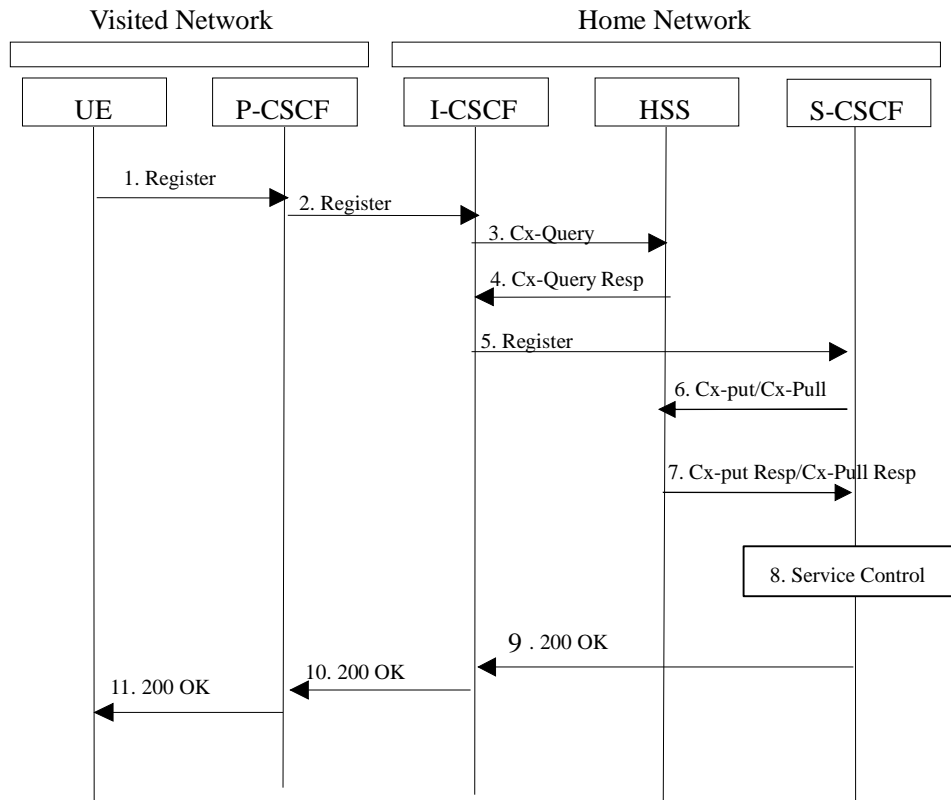 Visited Network
Home Network
UE
P-CSCF
I-CSCF
HSS
S-CSCF
1. Register
2. Register
3. Cx-Query
4. Cx-Query Resp
5. Register
6. Cx-put/Cx-Pull
7. Cx-put Resp/Cx-Pull Resp
8. Service Control
9 . 200 OK
10. 200 OK
11. 200 OK